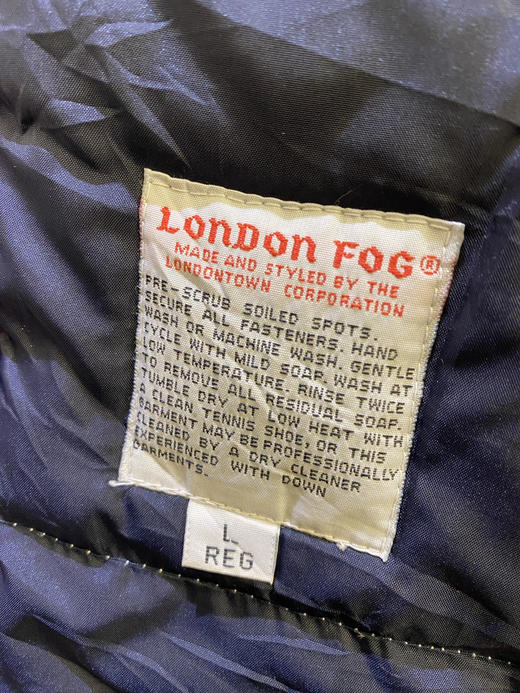 LONDON FOG®
MADE AND STYLED BY THE
LONDONTOWN CORPORATION
PRE-SCRUB SOILED SPOTS.
SECURE ALL FASTENERS. HAND
WASH OR MACHINE WASH. GENTLE
CYCLE WITH MILD SOAP. WASH AT
LOW TEMPERATURE. RINSE TWICE
TO REMOVE ALL RESIDUAL SOAP.
TUMBLE DRY AT LOW HEAT WITH
A CLEAN TENNIS SHOE, OR THIS
GARMENT MAY BE PROFESSIONALLY
CLEANED BY A DRY CLEANER
EXPERIENCED WITH DOWN
GARMENTS.
L
REG